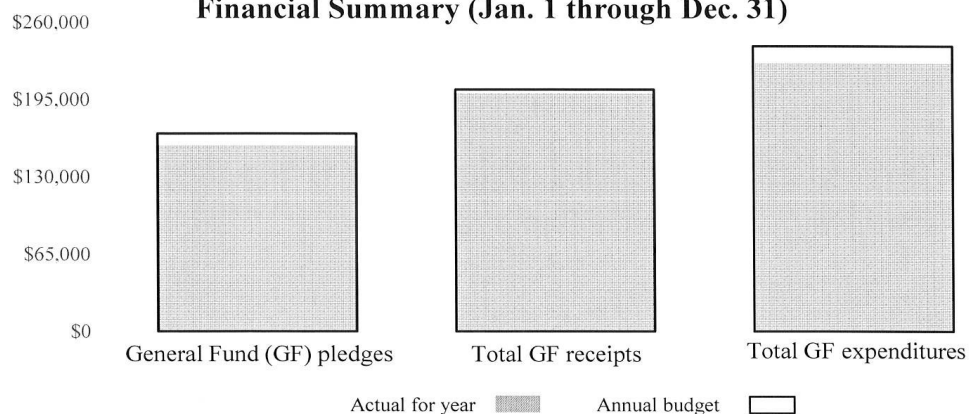 Financial Summary (Jan. 1 through Dec. 31)
$260,000
$195,000
$130,000
$65,000
$0
General Fund (GF) pledges
Total GF receipts
Total GF expenditures
Actual for year
Annual budget